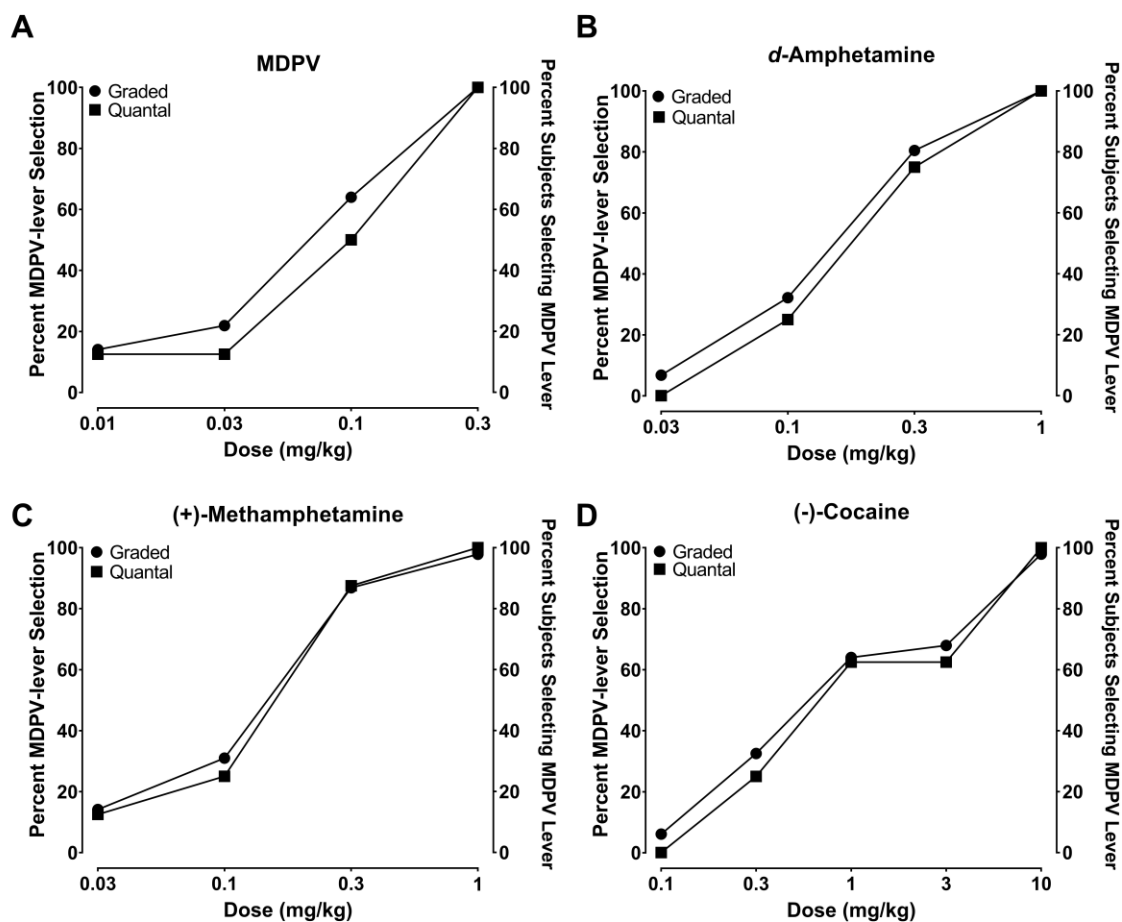 A
MDPV
Percent MDPV-lever Selection
100
80
60
40
20
0
Graded
Quantal
100
80
60
40
20
0
Percent Subjects Selecting MDPV Lever
0.01 0.03 0.1 0.3
Dose (mg/kg)
B
d-Amphetamine
Percent MDPV-lever Selection
100
80
60
40
20
0
Graded
Quantal
100
80
60
40
20
0
Percent Subjects Selecting MDPV Lever
0.03 0.1 0.3 1
Dose (mg/kg)
C
(+)-Methamphetamine
Percent MDPV-lever Selection
100
80
60
40
20
0
Graded
Quantal
100
80
60
40
20
0
Percent Subjects Selecting MDPV Lever
0.03 0.1 0.3 1
Dose (mg/kg)
D
(-)-Cocaine
Percent MDPV-lever Selection
100
80
60
40
20
0
Graded
Quantal
100
80
60
40
20
0
Percent Subjects Selecting MDPV Lever
0.1 0.3 1 3 10
Dose (mg/kg)